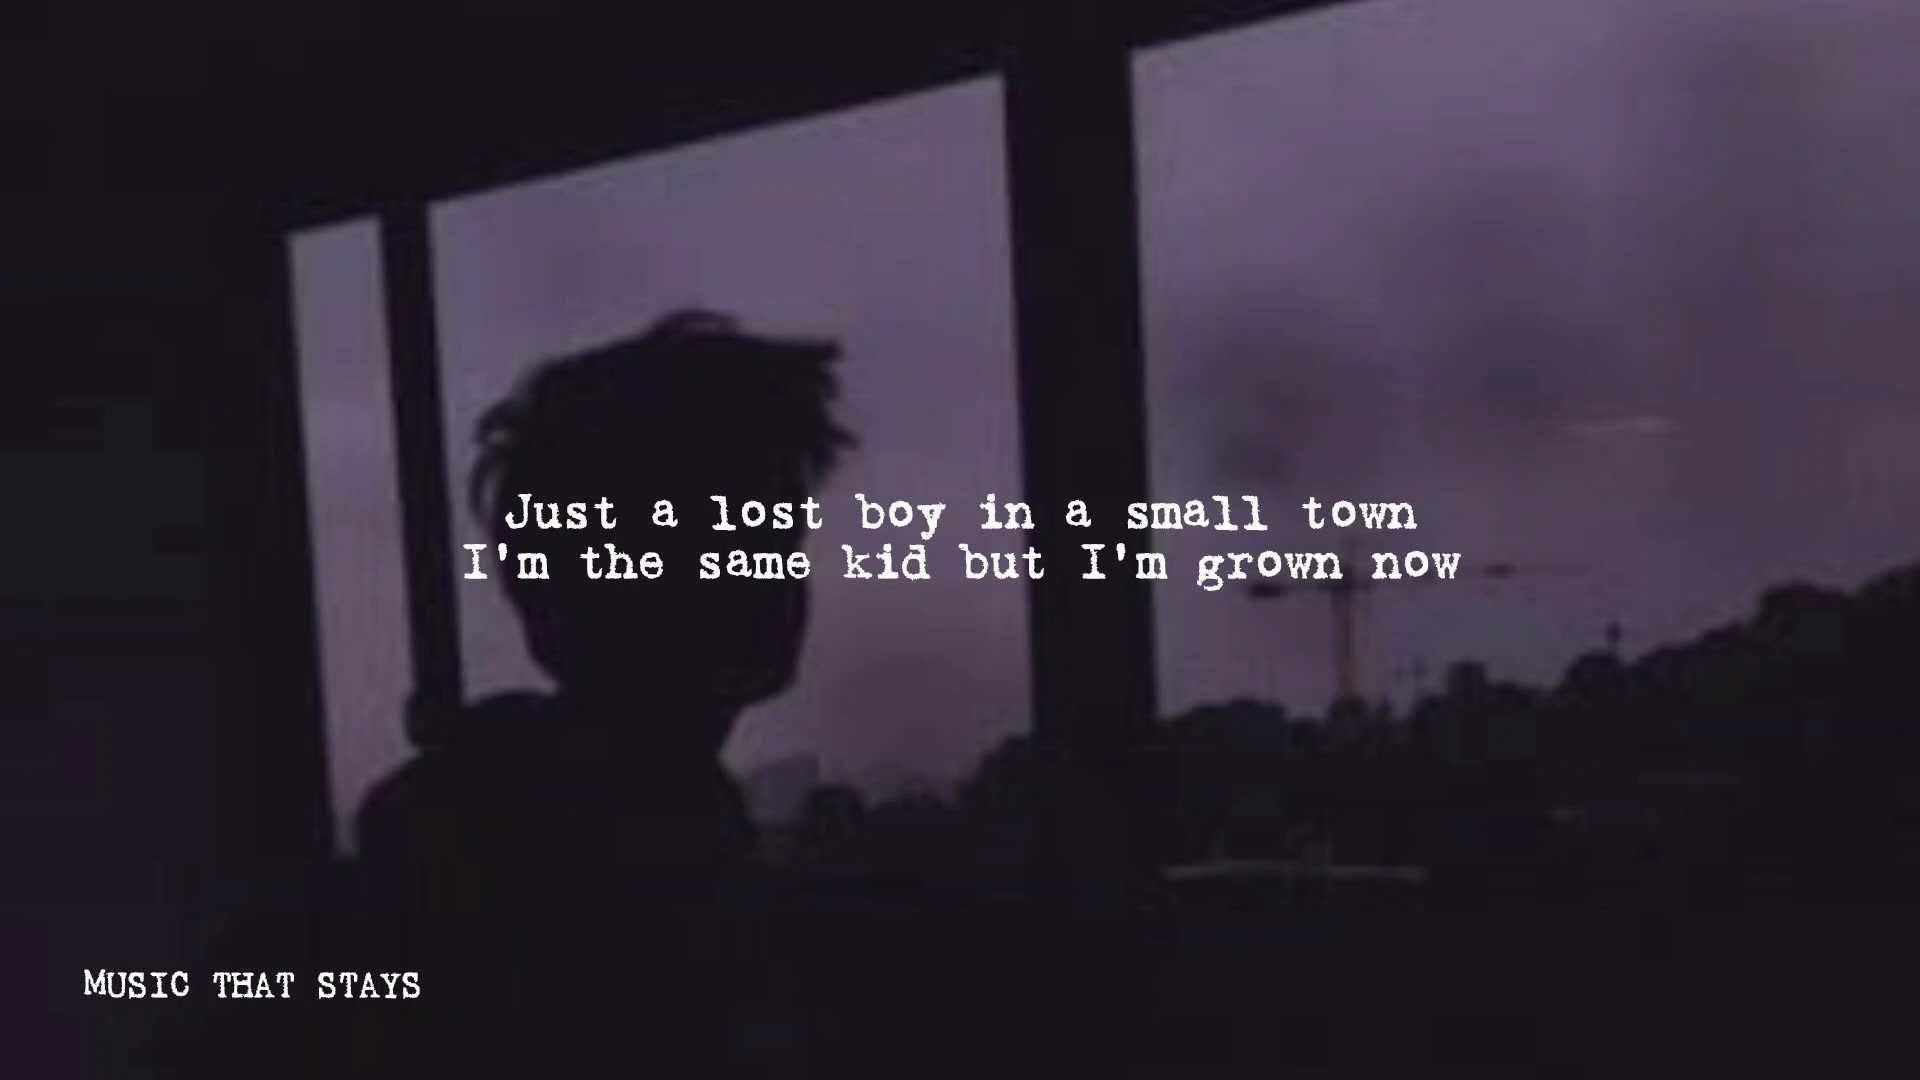 Just a lost boy in a small town
I'm the same kid but I'm grown now
MUSIC THAT STAYS